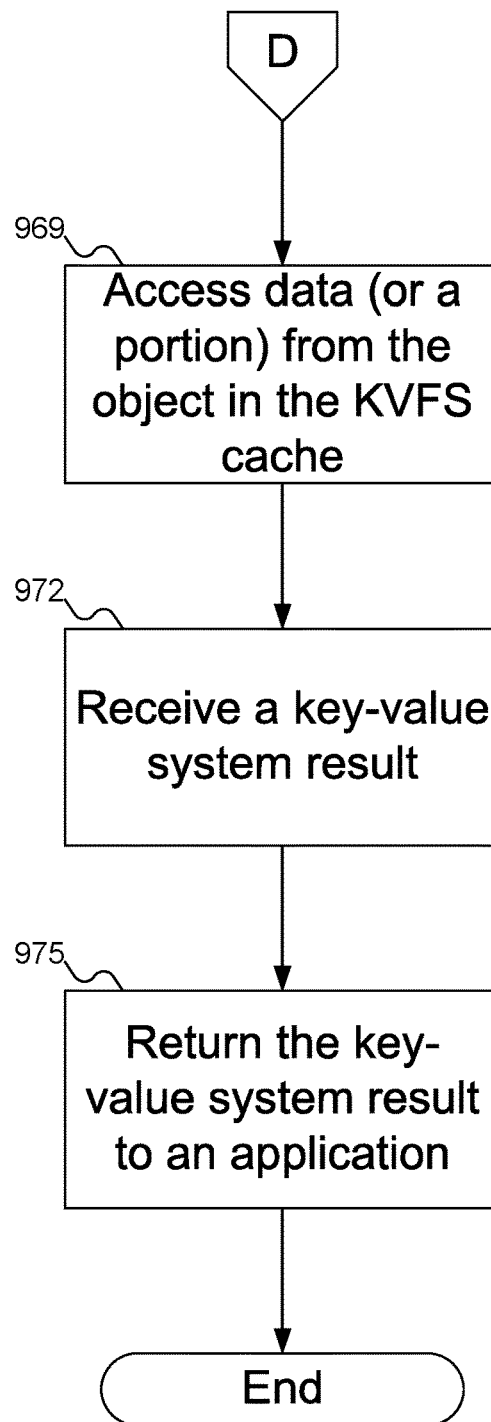 D
969
Access data (or a
portion) from the
object in the KVFS
cache
972
Receive a key-value
system result
975
Return the key-
value system result
to an application
End